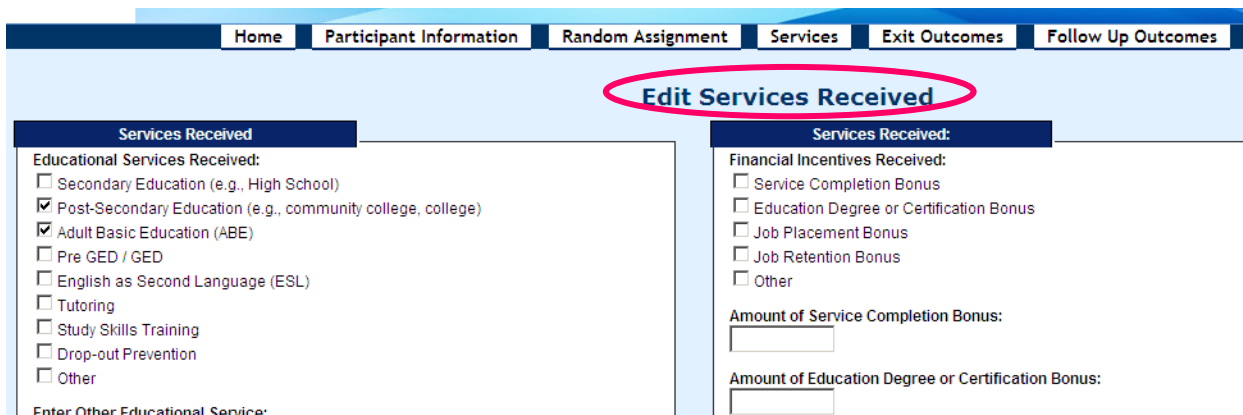 Home Participant Information Random Assignment Services Exit Outcomes Follow Up Outcomes
Edit Services Received
Services Received
Educational Services Received:
Secondary Education (e.g., High School)
Post-Secondary Education (e.g., community college, college)
Adult Basic Education (ABE)
Pre GED / GED
English as Second Language (ESL)
Tutoring
Study Skills Training
Drop-out Prevention
Other
Enter Other Educational Service:
Services Received:
Financial Incentives Received:
Service Completion Bonus
Education Degree or Certification Bonus
Job Placement Bonus
Job Retention Bonus
Other
Amount of Service Completion Bonus:
Amount of Education Degree or Certification Bonus: